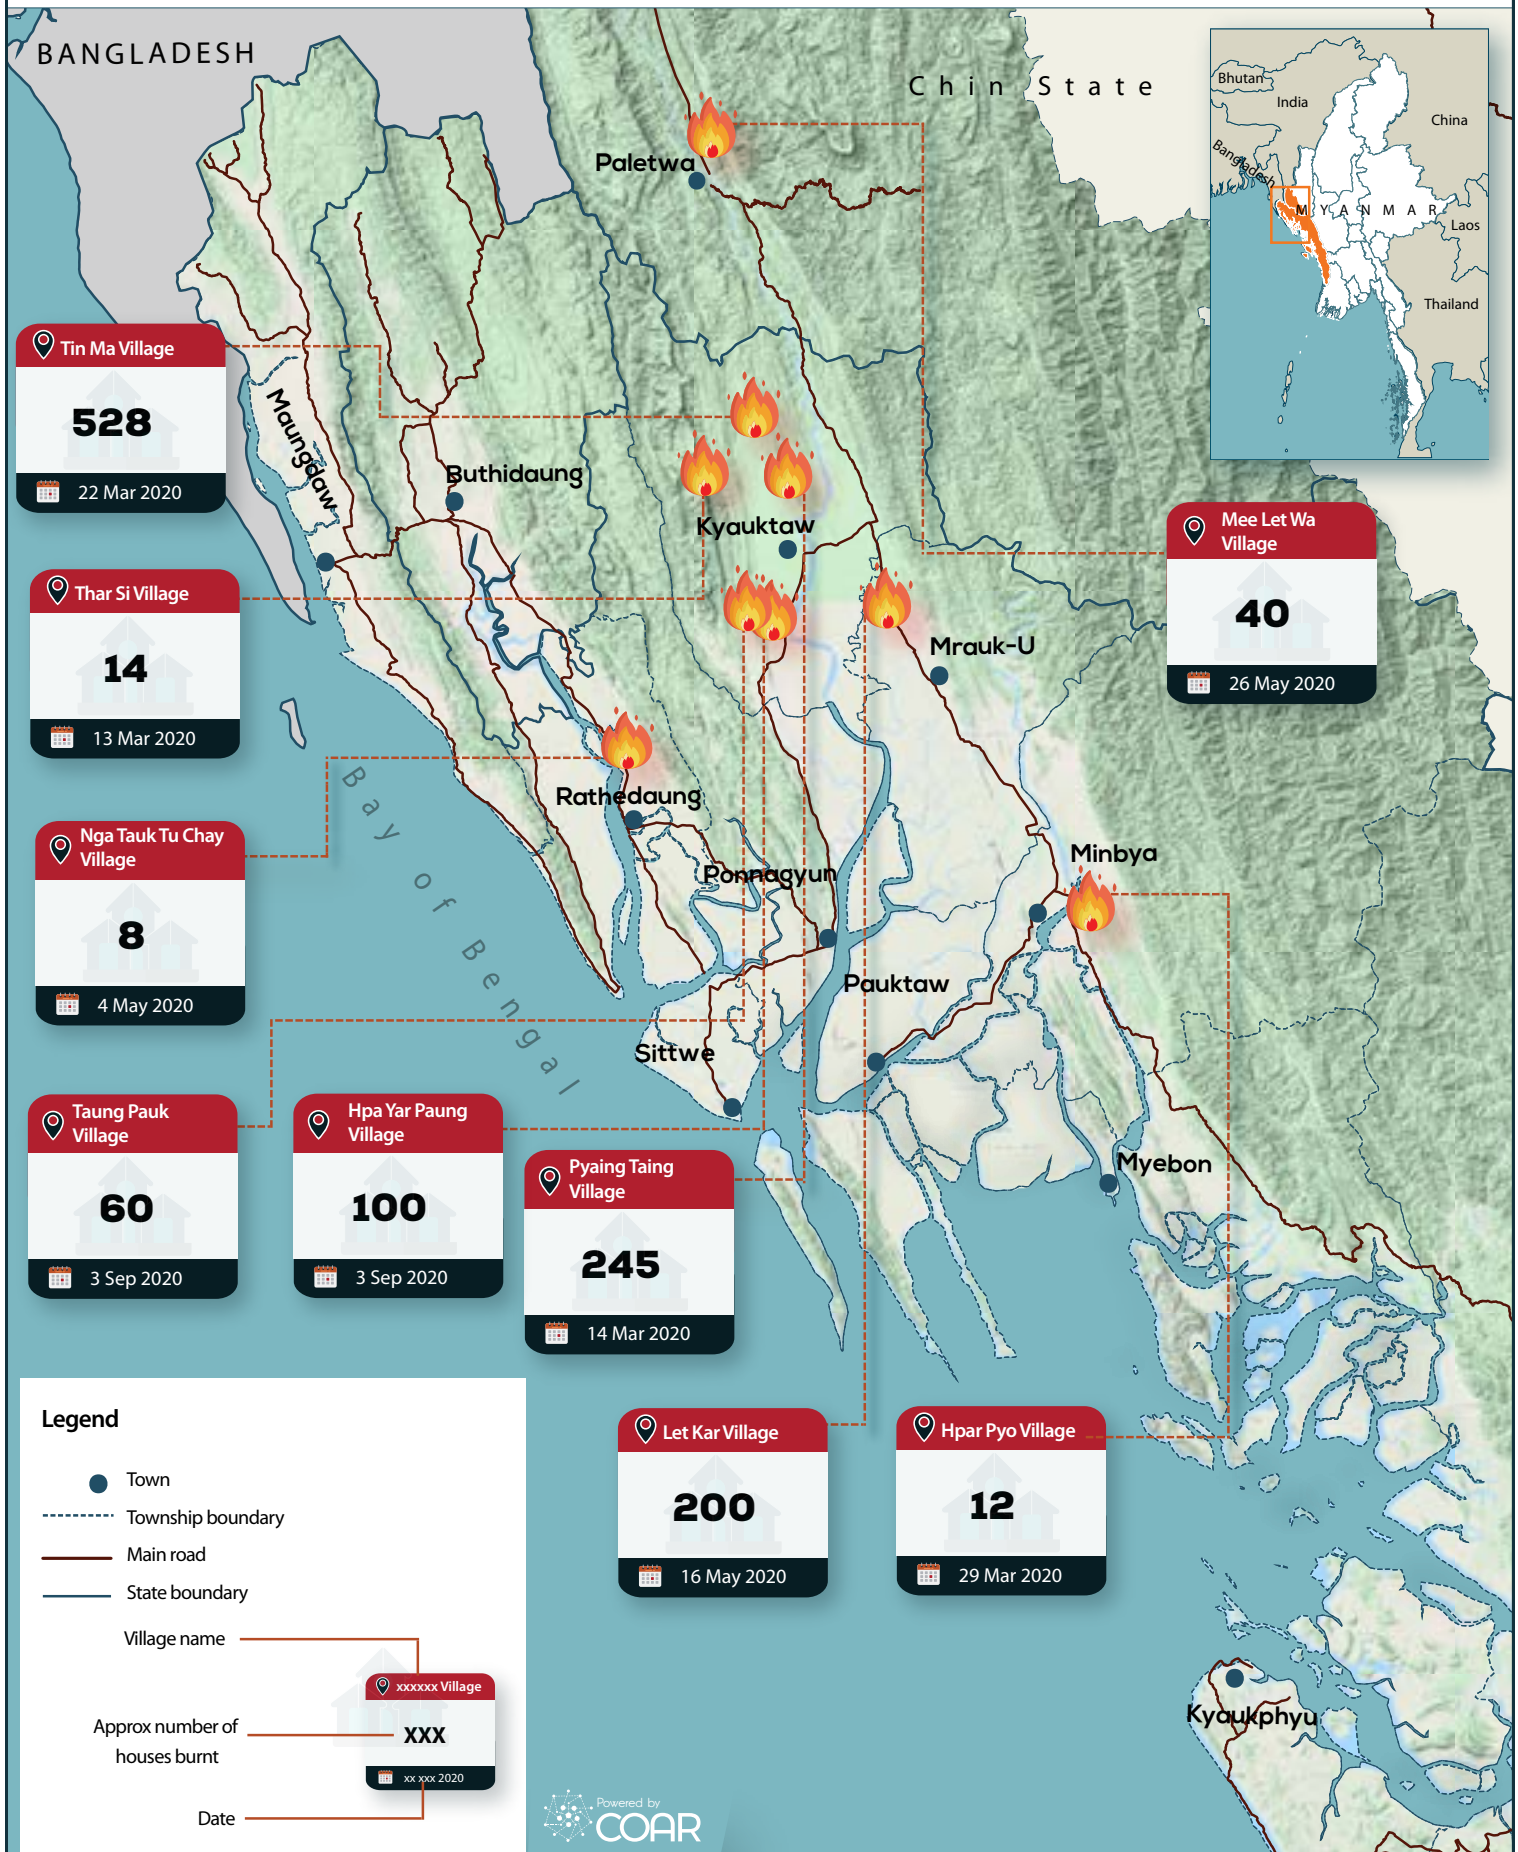 BANGLADESH
Chin State
Bhutan
India
China
Bangladesh
MYANMAR
Laos
Thailand
Paletwa
Tin Ma Village
528
22 Mar 2020
Maungdaw
Buthidaung
Kyauktaw
Mee Let Wa
Village
40
26 May 2020
Thar Si Village
14
13 Mar 2020
Mrauk-U
Nga Tauk Tu Chay
Village
8
4 May 2020
Rathedaung
Ponnagyun
Minbya
Bay of Bengal
Pauktaw
Sittwe
Myebon
Taung Pauk
Village
60
3 Sep 2020
Hpa Yar Paung
Village
100
3 Sep 2020
Pyaing Taing
Village
245
14 Mar 2020
Let Kar Village
200
16 May 2020
Hpar Pyo Village
12
29 Mar 2020
Kyaukphyu
Legend
Town
Township boundary
Main road
State boundary
Village name
xxxxxx Village
Approx number of
houses burnt
XXX
xx xxx 2020
Date
Powered by
COAR